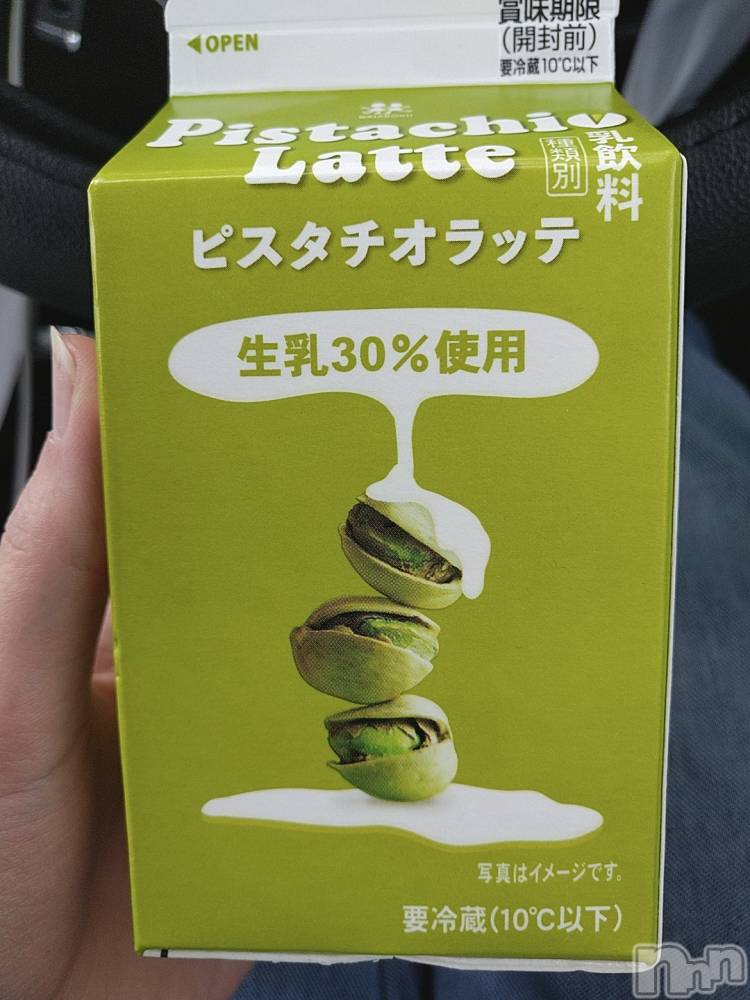 賞味期限
(開封前)
要冷蔵10℃以下
◀OPEN
Pistachio
Latte
種類別
乳飲料
ピスタチオラッテ
生乳30%使用
写真はイメージです。
要冷蔵(10℃以下)
nnn